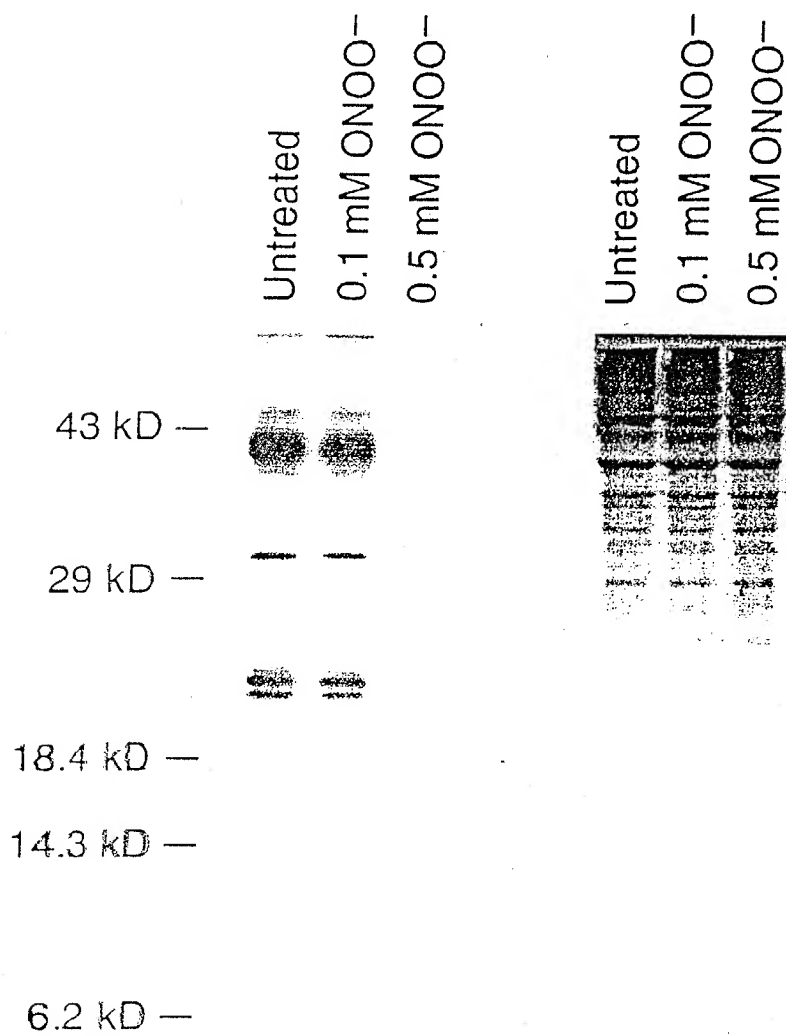 Untreated
0.1 mM ONOO−
0.5 mM ONOO−
Untreated
0.1 mM ONOO−
0.5 mM ONOO−
43 kD —
29 kD —
18.4 kD —
14.3 kD —
6.2 kD —